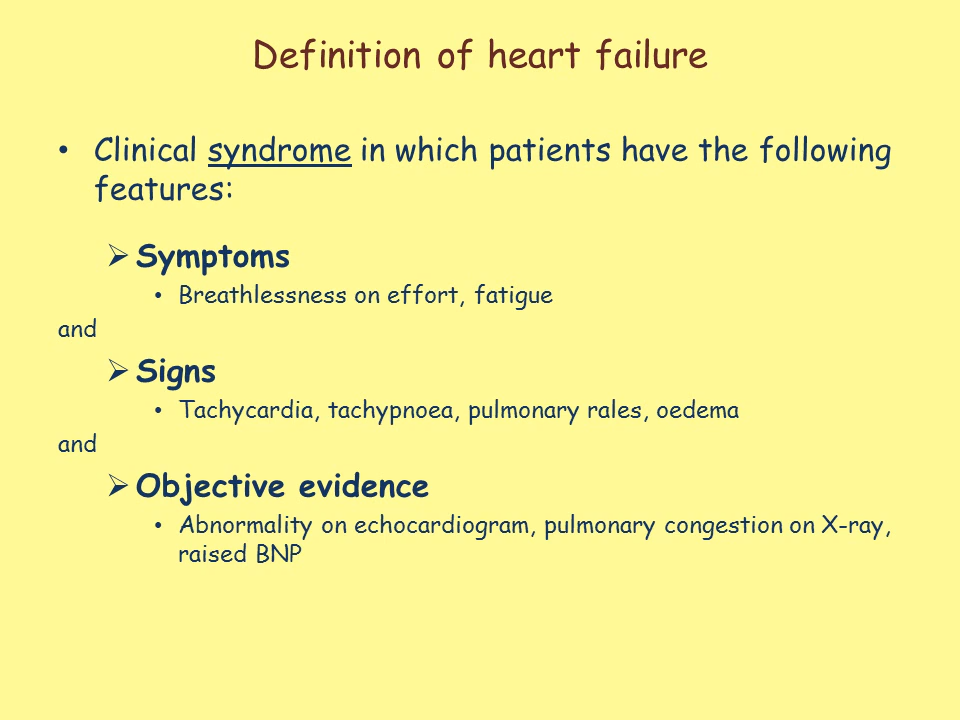 Definition of heart failure
• Clinical syndrome in which patients have the following
features:
➢ Symptoms
• Breathlessness on effort, fatigue
and
➢ Signs
• Tachycardia, tachypnoea, pulmonary rales, oedema
and
➢ Objective evidence
• Abnormality on echocardiogram, pulmonary congestion on X-ray,
raised BNP